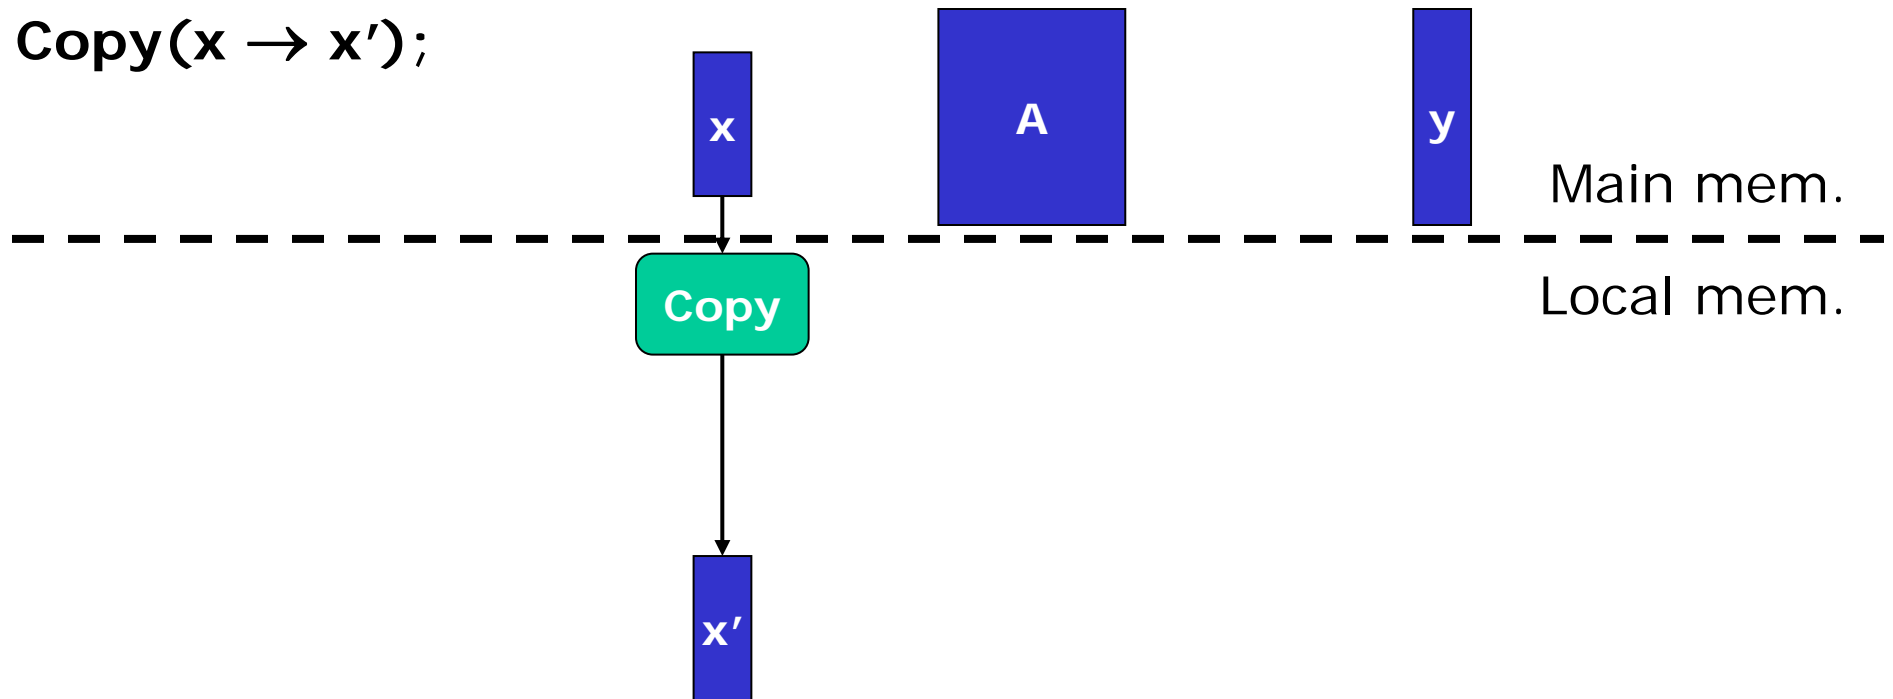 Copy(x → x′);
x
A
y
Main mem.
Local mem.
Copy
x′